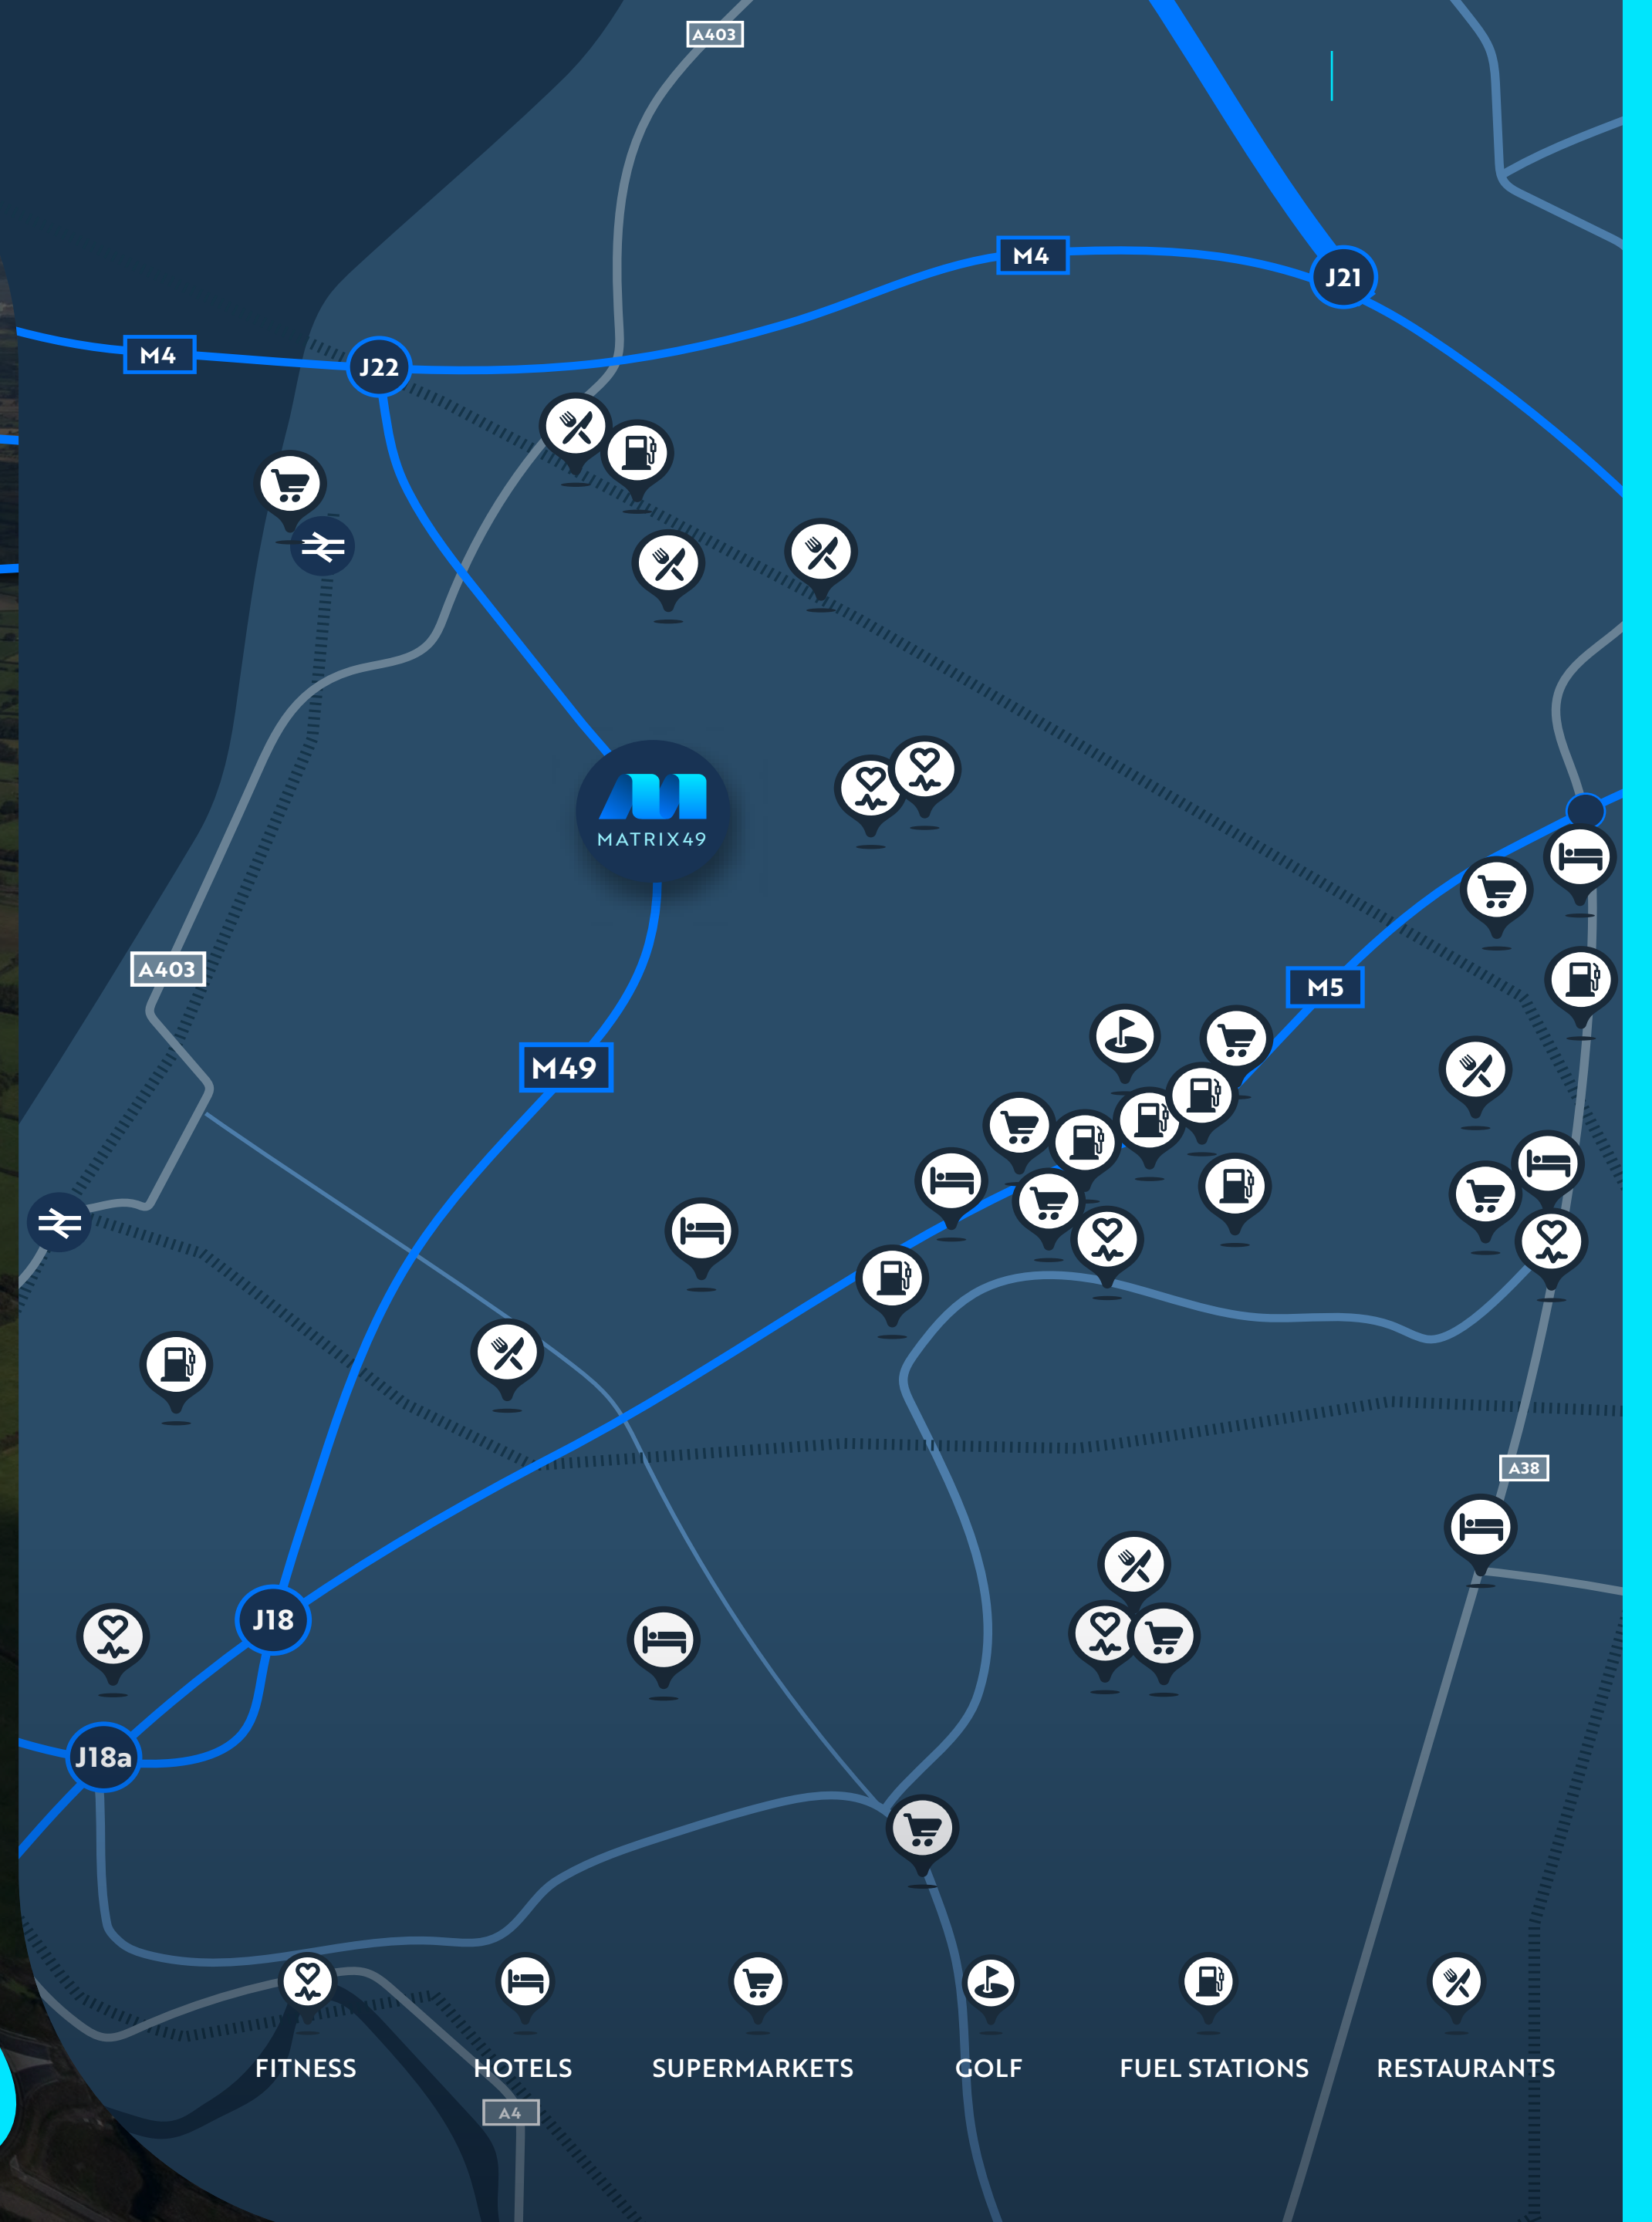 A403
M4
J21
M4
J22
MATRIX49
A403
M5
M49
A38
J18
J18a
FITNESS
HOTELS
SUPERMARKETS
GOLF
FUEL STATIONS
RESTAURANTS
A4